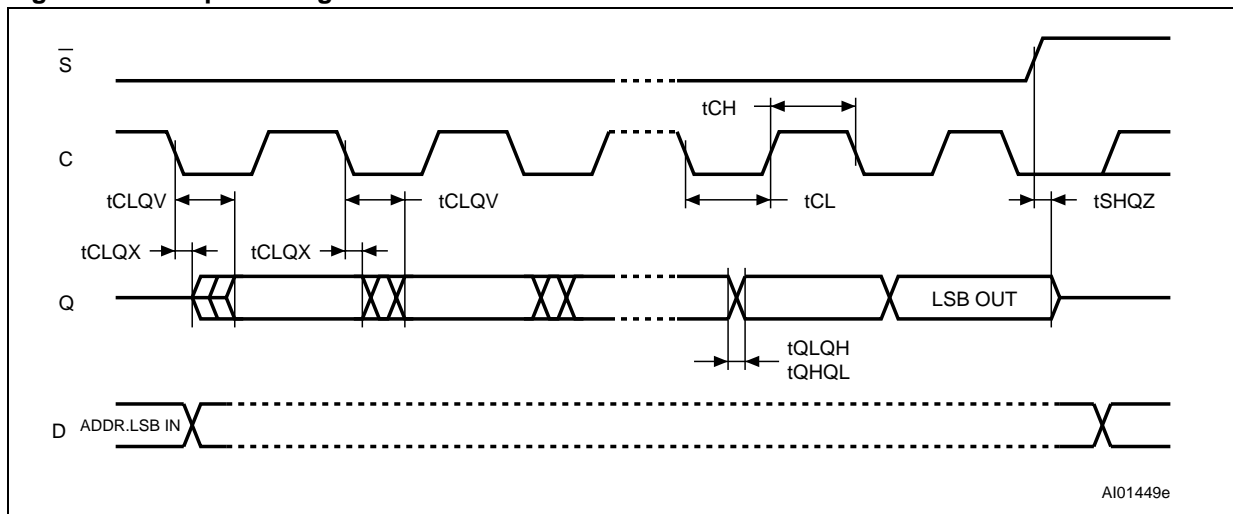 S
tCH
C
tCLQV
tCLQV
tCL
tSHQZ
tCLQX
tCLQX
Q
LSB OUT
tQLQH
tQHQL
D
ADDR.LSB IN
AI01449e